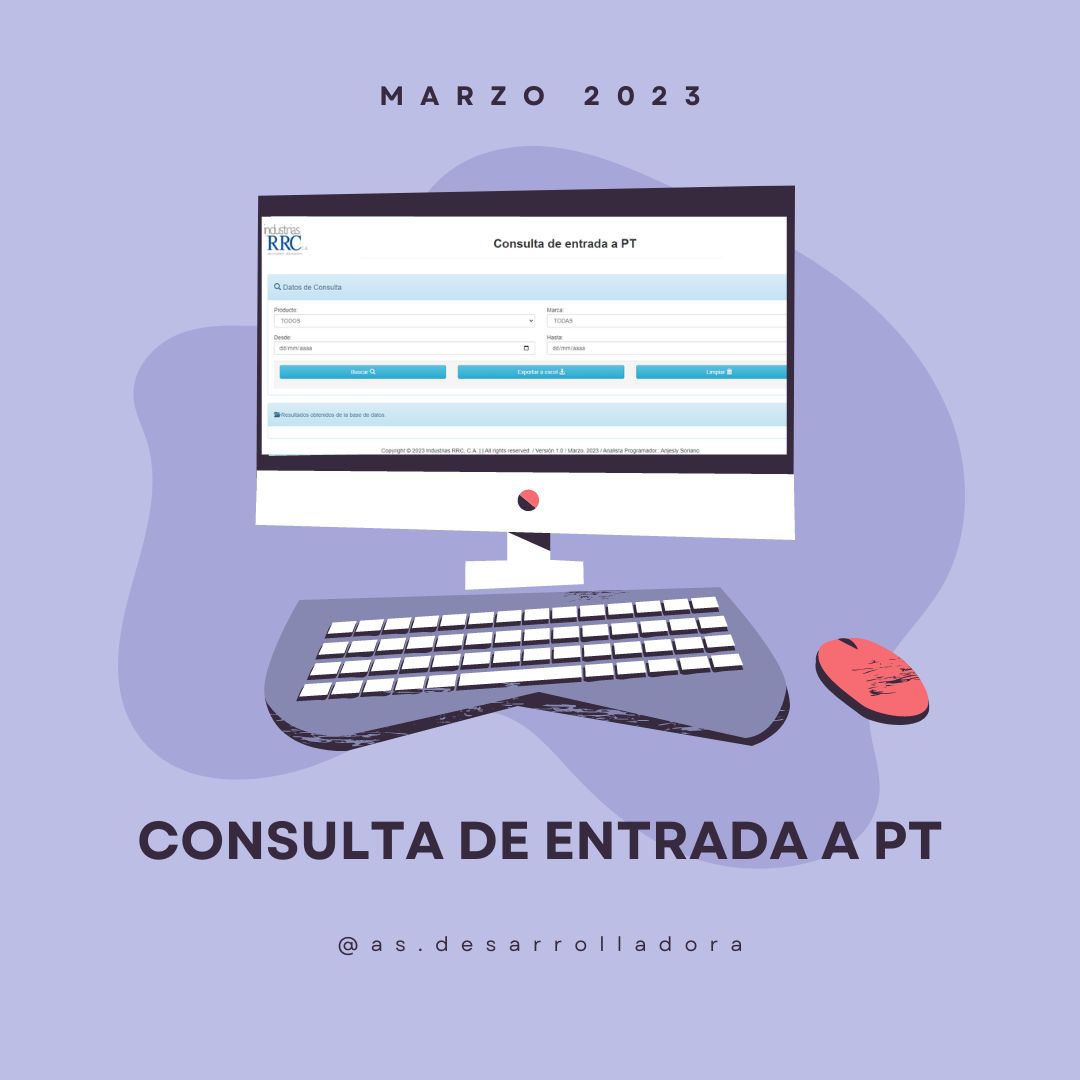 MARZO 2023
industrias
RRC C.A.
Consulta de entrada a PT
Datos de Consulta
Producto: Marca:
TODOS TODAS
Desde: Hasta:
dd/mm/aaaa dd/mm/aaaa
Buscar Exportar a excel Limpiar
Resultados obtenidos de la base de datos.
Copyright © 2023 Industrias RRC, C.A. | | All rights reserved. / Versión 1.0 / Marzo, 2023 / Analista Programador: Anjesly Soriano
CONSULTA DE ENTRADA A PT
@as.desarrolladora